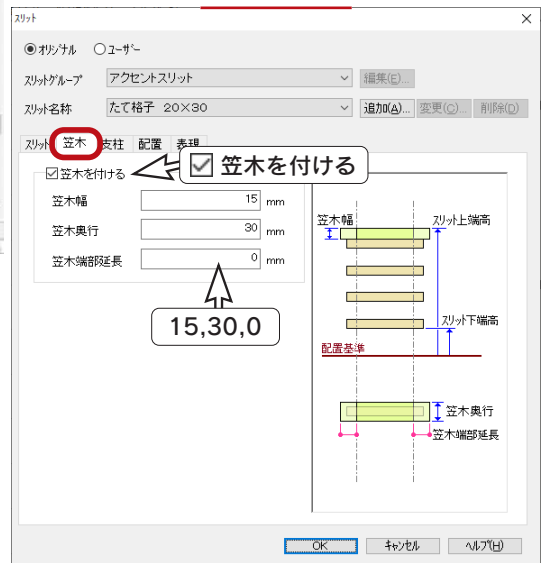 スリット
オリジナル ユーザー
スリットグループ アクセントスリット 編集(E)...
スリット名称 たて格子 20×30 追加(A)... 変更(C)... 削除(D)
スリット 笠木 支柱 配置 表現
笠木を付ける
笠木を付ける
笠木幅 15 mm
笠木奥行 30 mm
笠木端部延長 0 mm
15,30,0
笠木幅 スリット上端高
スリット下端高
配置基準
笠木奥行
笠木端部延長
OK キャンセル ヘルプ(H)